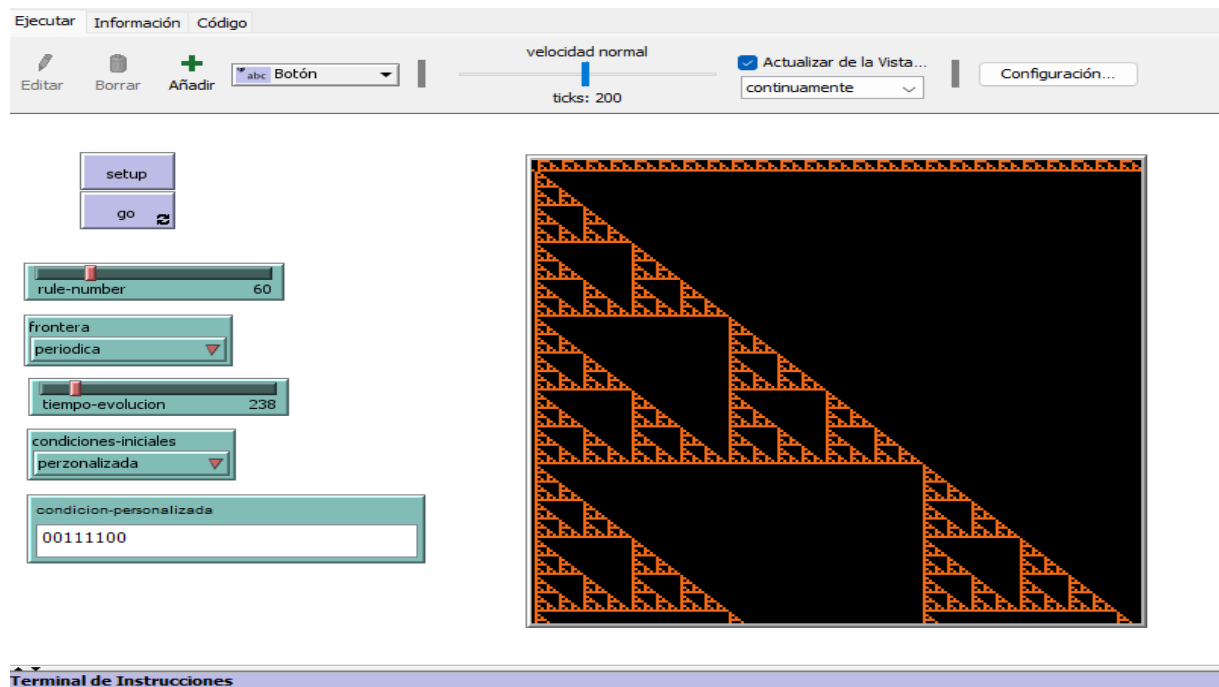 Ejecutar Información Código
Editar Borrar Añadir abc Botón
velocidad normal
ticks: 200
Actualizar de la Vista...
continuamente
Configuración...
setup
go
rule-number 60
frontera
periodica
tiempo-evolucion 238
condiciones-iniciales
perzonalizada
condicion-personalizada
00111100
Terminal de Instrucciones